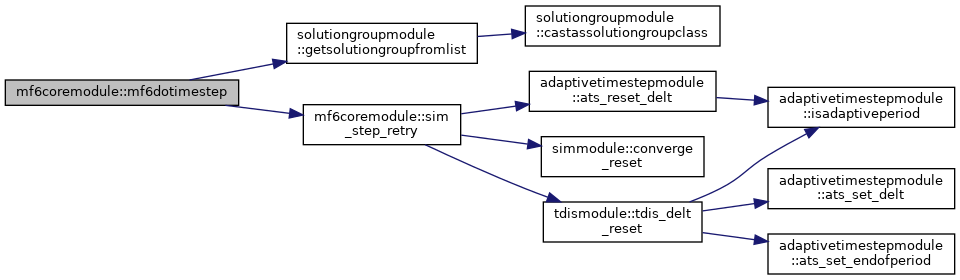 mf6coremodule::mf6dotimestep
solutiongroupmodule
::getsolutiongroupfromlist
solutiongroupmodule
::castassolutiongroupclass
mf6coremodule::sim
_step_retry
adaptivetimestepmodule
::ats_reset_delt
adaptivetimestepmodule
::isadaptiveperiod
simmodule::converge
_reset
tdismodule::tdis_delt
_reset
adaptivetimestepmodule
::ats_set_delt
adaptivetimestepmodule
::ats_set_endofperiod